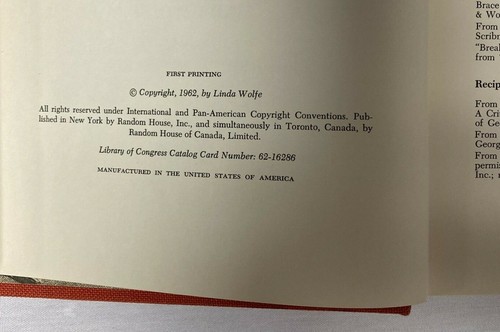 FIRST PRINTING
© Copyright, 1962, by Linda Wolfe
All rights reserved under International and Pan-American Copyright Conventions. Pub-
lished in New York by Random House, Inc., and simultaneously in Toronto, Canada, by
Random House of Canada, Limited.
Library of Congress Catalog Card Number: 62-16286
MANUFACTURED IN THE UNITED STATES OF AMERICA
Brace
& Wo
From
Scribn
"Break
from
Recip
From
A Cri
of Ge
From
Georg
From
permis
Inc.;